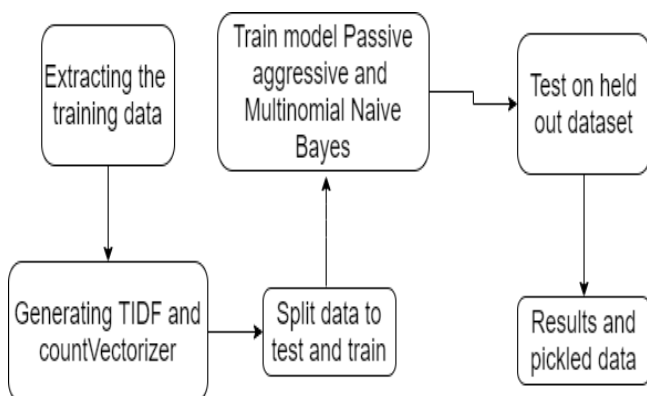 Extracting the
training data
Generating TIDF and
countVectorizer
Split data to
test and train
Train model Passive
aggressive and
Multinomial Naive
Bayes
Test on held
out dataset
Results and
pickled data